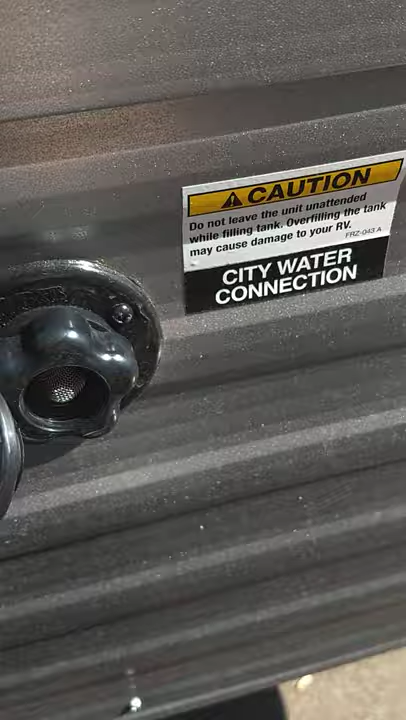 ⚠ CAUTION
Do not leave the unit unattended
while filling tank. Overfilling the tank
may cause damage to your RV.
FRZ-043 A
CITY WATER
CONNECTION